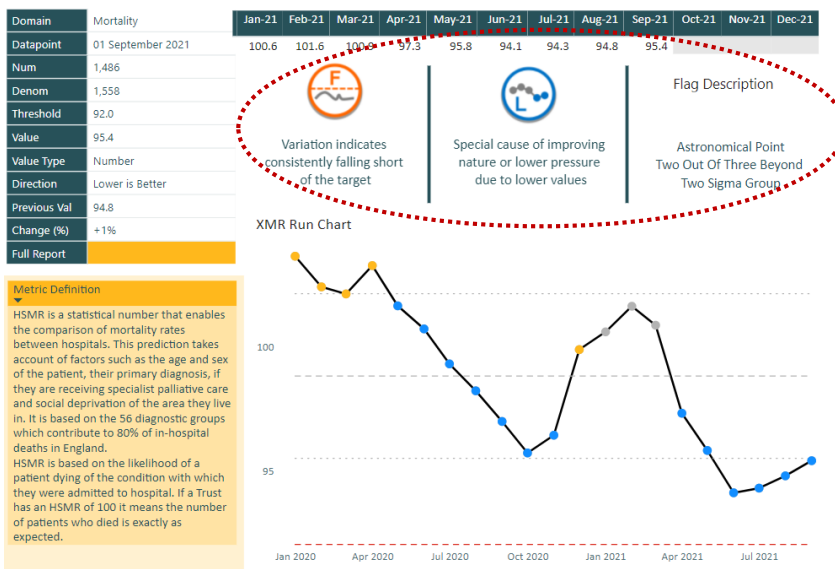 Domain Mortality
Datapoint 01 September 2021
Num 1,486
Denom 1,558
Threshold 92.0
Value 95.4
Value Type Number
Direction Lower is Better
Previous Val 94.8
Change (%) +1%
Full Report
Jan-21 Feb-21 Mar-21 Apr-21 May-21 Jun-21 Jul-21 Aug-21 Sep-21 Oct-21 Nov-21 Dec-21
100.6 101.6 100.9 97.3 95.8 94.1 94.3 94.8 95.4
F
Variation indicates
consistently falling short
of the target
L
Special cause of improving
nature or lower pressure
due to lower values
Flag Description
Astronomical Point
Two Out Of Three Beyond
Two Sigma Group
XMR Run Chart
100
95
Jan 2020 Apr 2020 Jul 2020 Oct 2020 Jan 2021 Apr 2021 Jul 2021
Metric Definition
HSMR is a statistical number that enables
the comparison of mortality rates
between hospitals. This prediction takes
account of factors such as the age and sex
of the patient, their primary diagnosis, if
they are receiving specialist palliative care
and social deprivation of the area they live
in. It is based on the 56 diagnostic groups
which contribute to 80% of in-hospital
deaths in England.
HSMR is based on the likelihood of a
patient dying of the condition with which
they were admitted to hospital. If a Trust
has an HSMR of 100 it means the number
of patients who died is exactly as
expected.